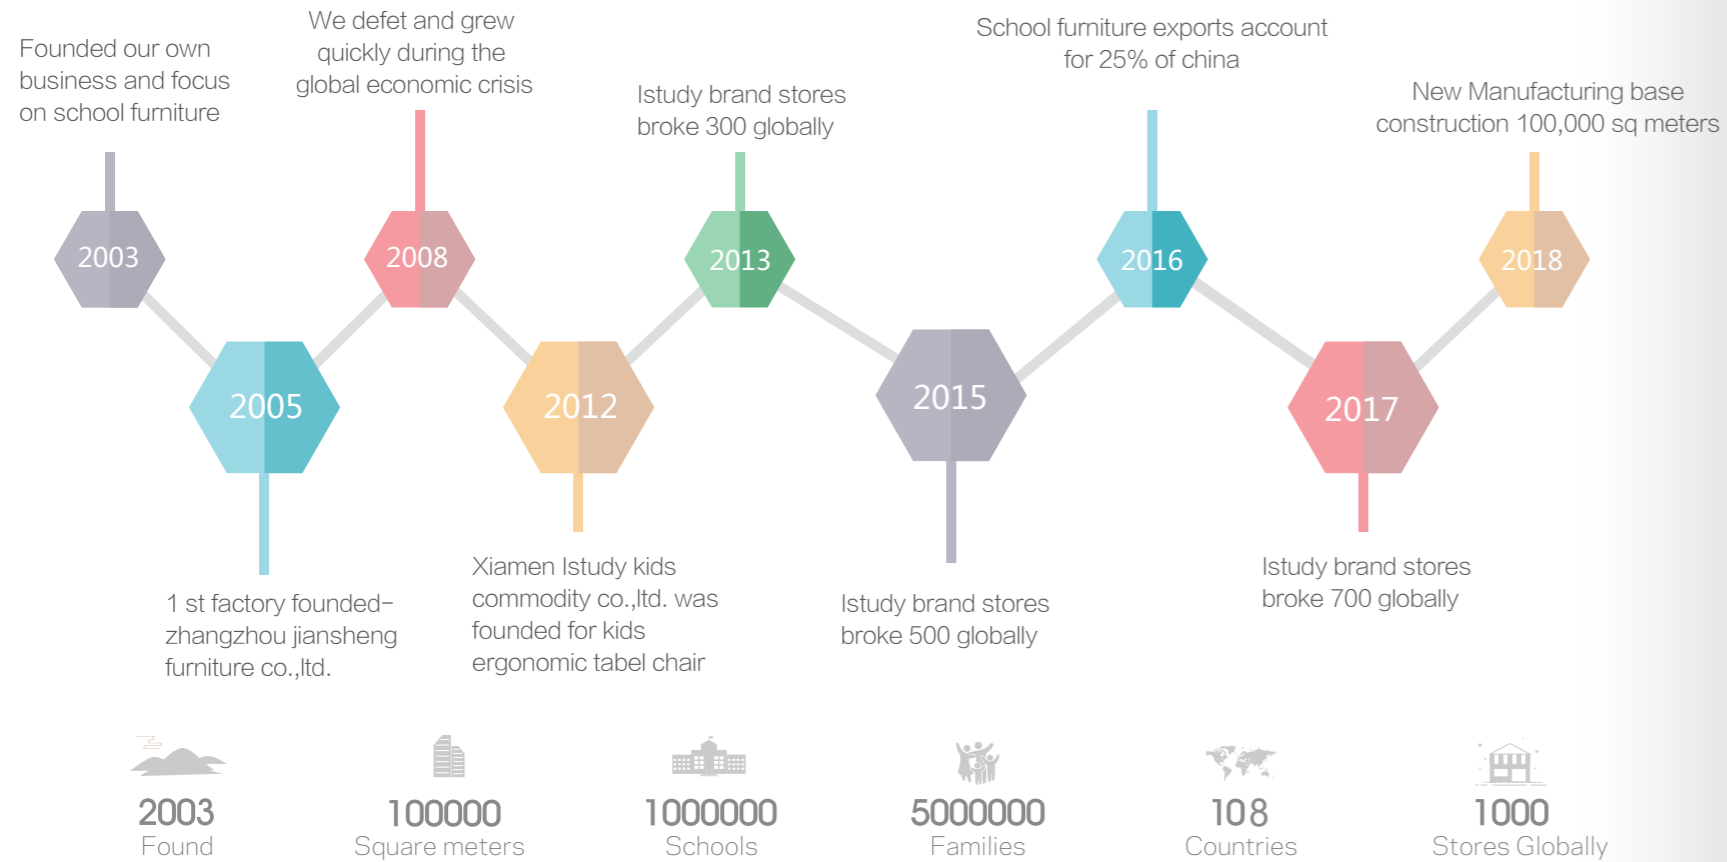 Founded our own
business and focus
on school furniture
2003
1 st factory founded-
zhangzhou jiansheng
furniture co.,ltd.
2005
We defet and grew
quickly during the
global economic crisis
2008
Xiamen Istudy kids
commodity co.,ltd. was
founded for kids
ergonomic tabel chair
2012
Istudy brand stores
broke 300 globally
2013
Istudy brand stores
broke 500 globally
2015
School furniture exports account
for 25% of china
2016
Istudy brand stores
broke 700 globally
2017
New Manufacturing base
construction 100,000 sq meters
2018
2003
Found
100000
Square meters
1000000
Schools
5000000
Families
108
Countries
1000
Stores Globally